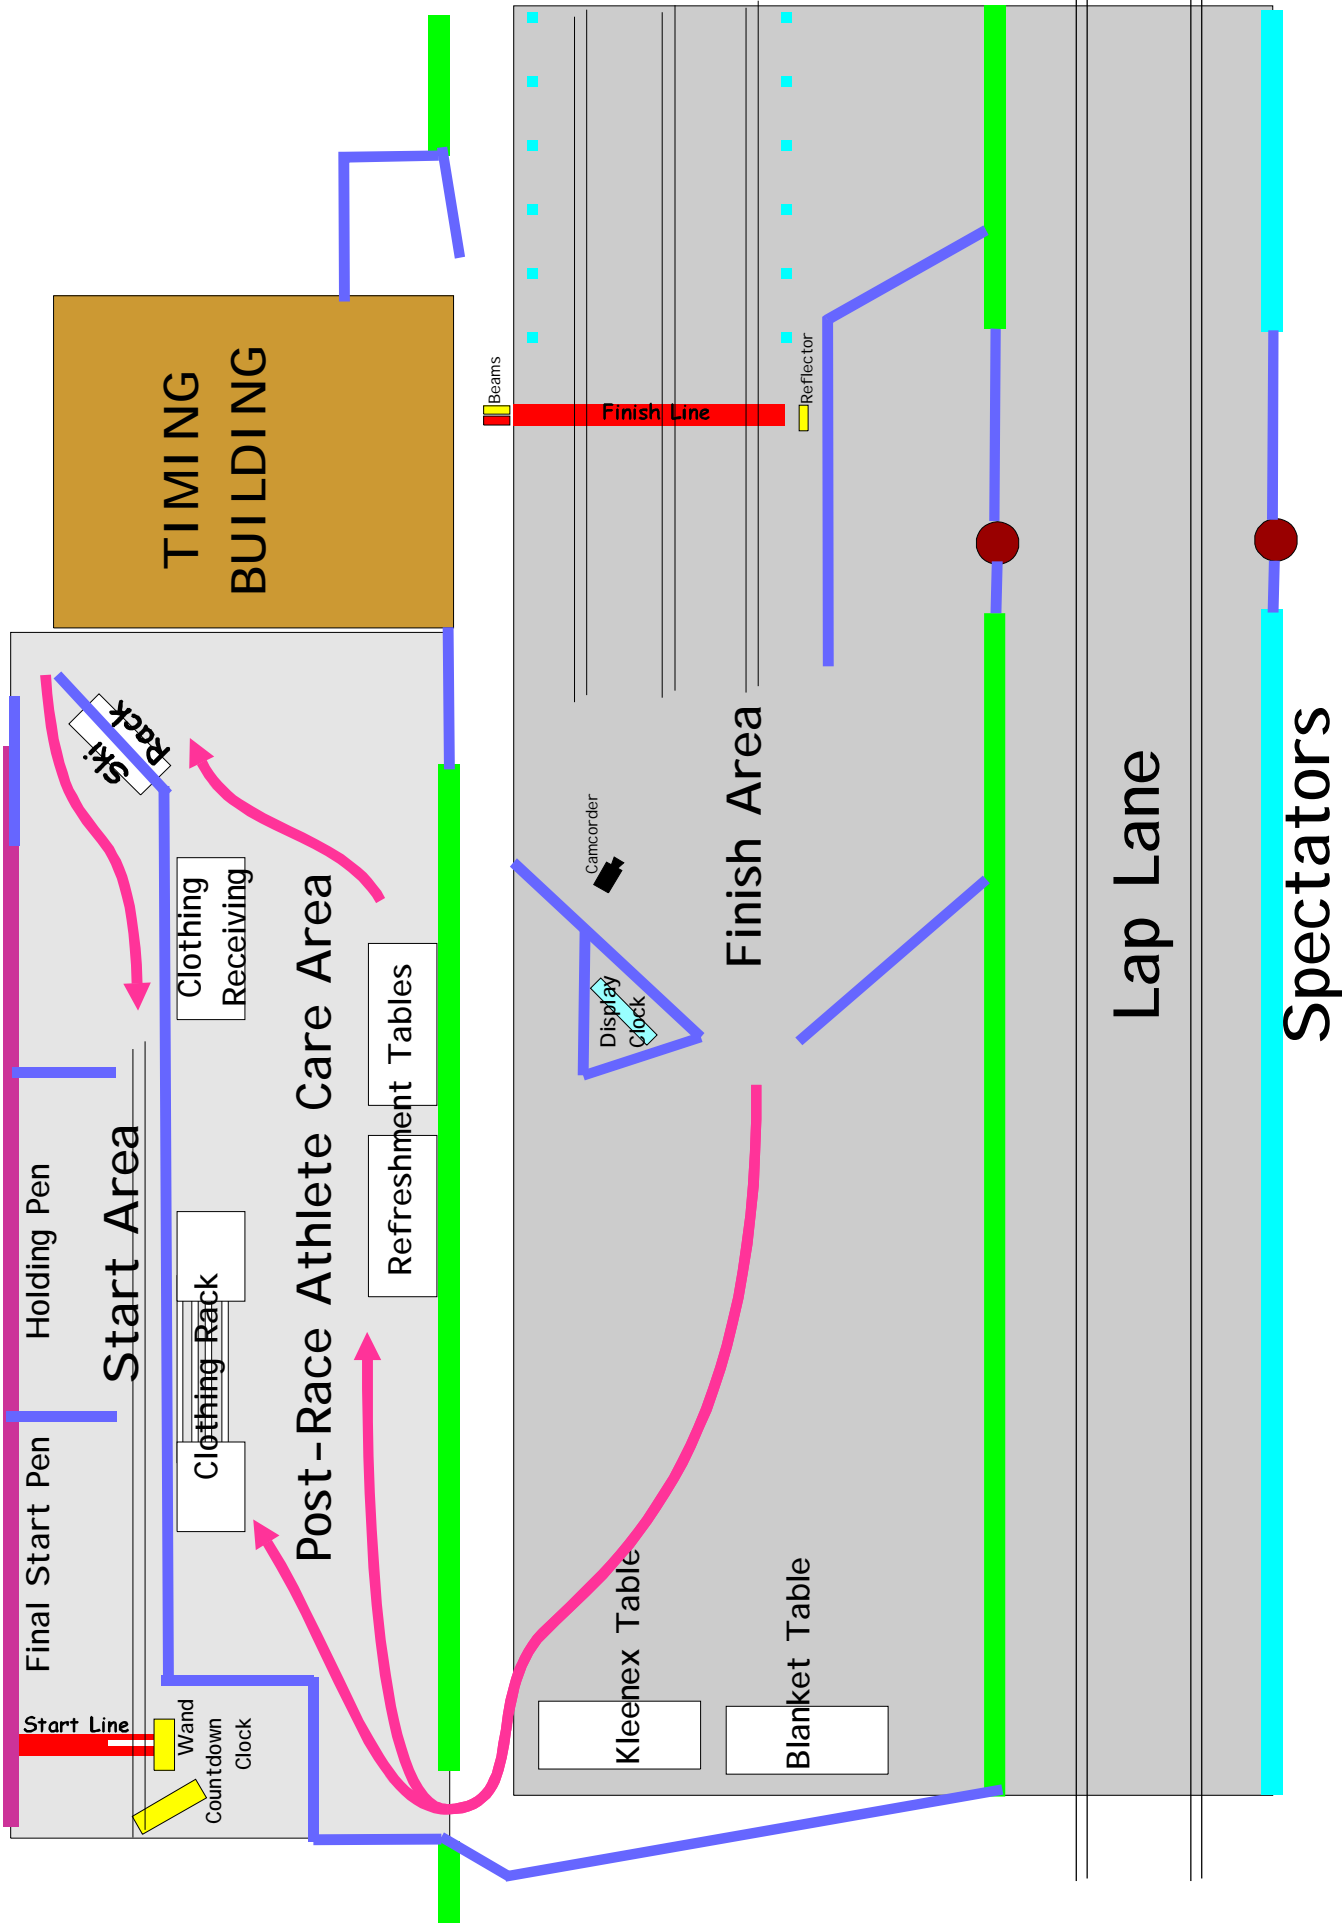 TIMING
BUILDING
Beams
Finish Line
Reflector
Ski
Rack
Clothing
Receiving
Camcorder
Finish Area
Display
Clock
Refreshment Tables
Post-Race Athlete Care Area
Start Area
Holding Pen
Clothing Rack
Final Start Pen
Start Line
Wand
Countdown
Clock
Kleenex Table
Blanket Table
Lap Lane
Spectators